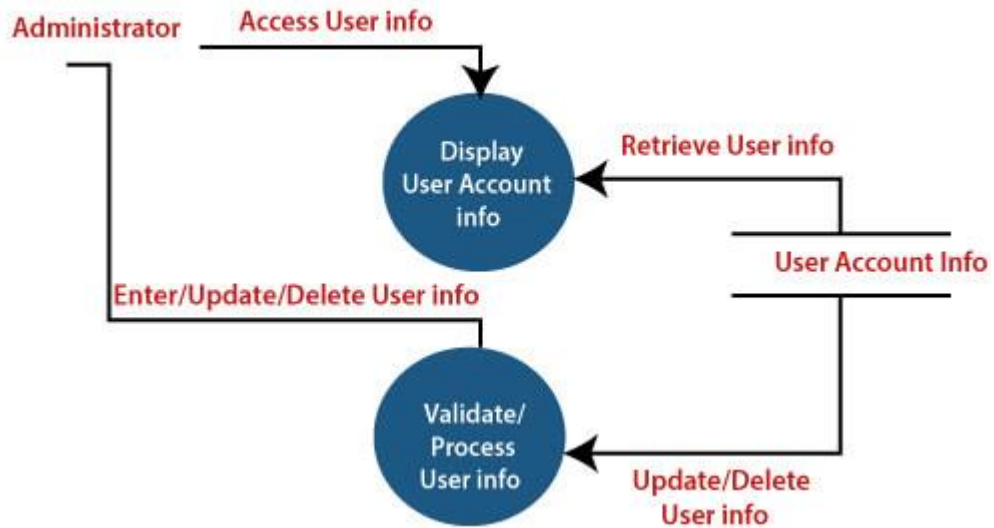 Administrator
Access User info
Display
User Account
info
Retrieve User info
User Account Info
Enter/Update/Delete User info
Validate/
Process
User info
Update/Delete
User info